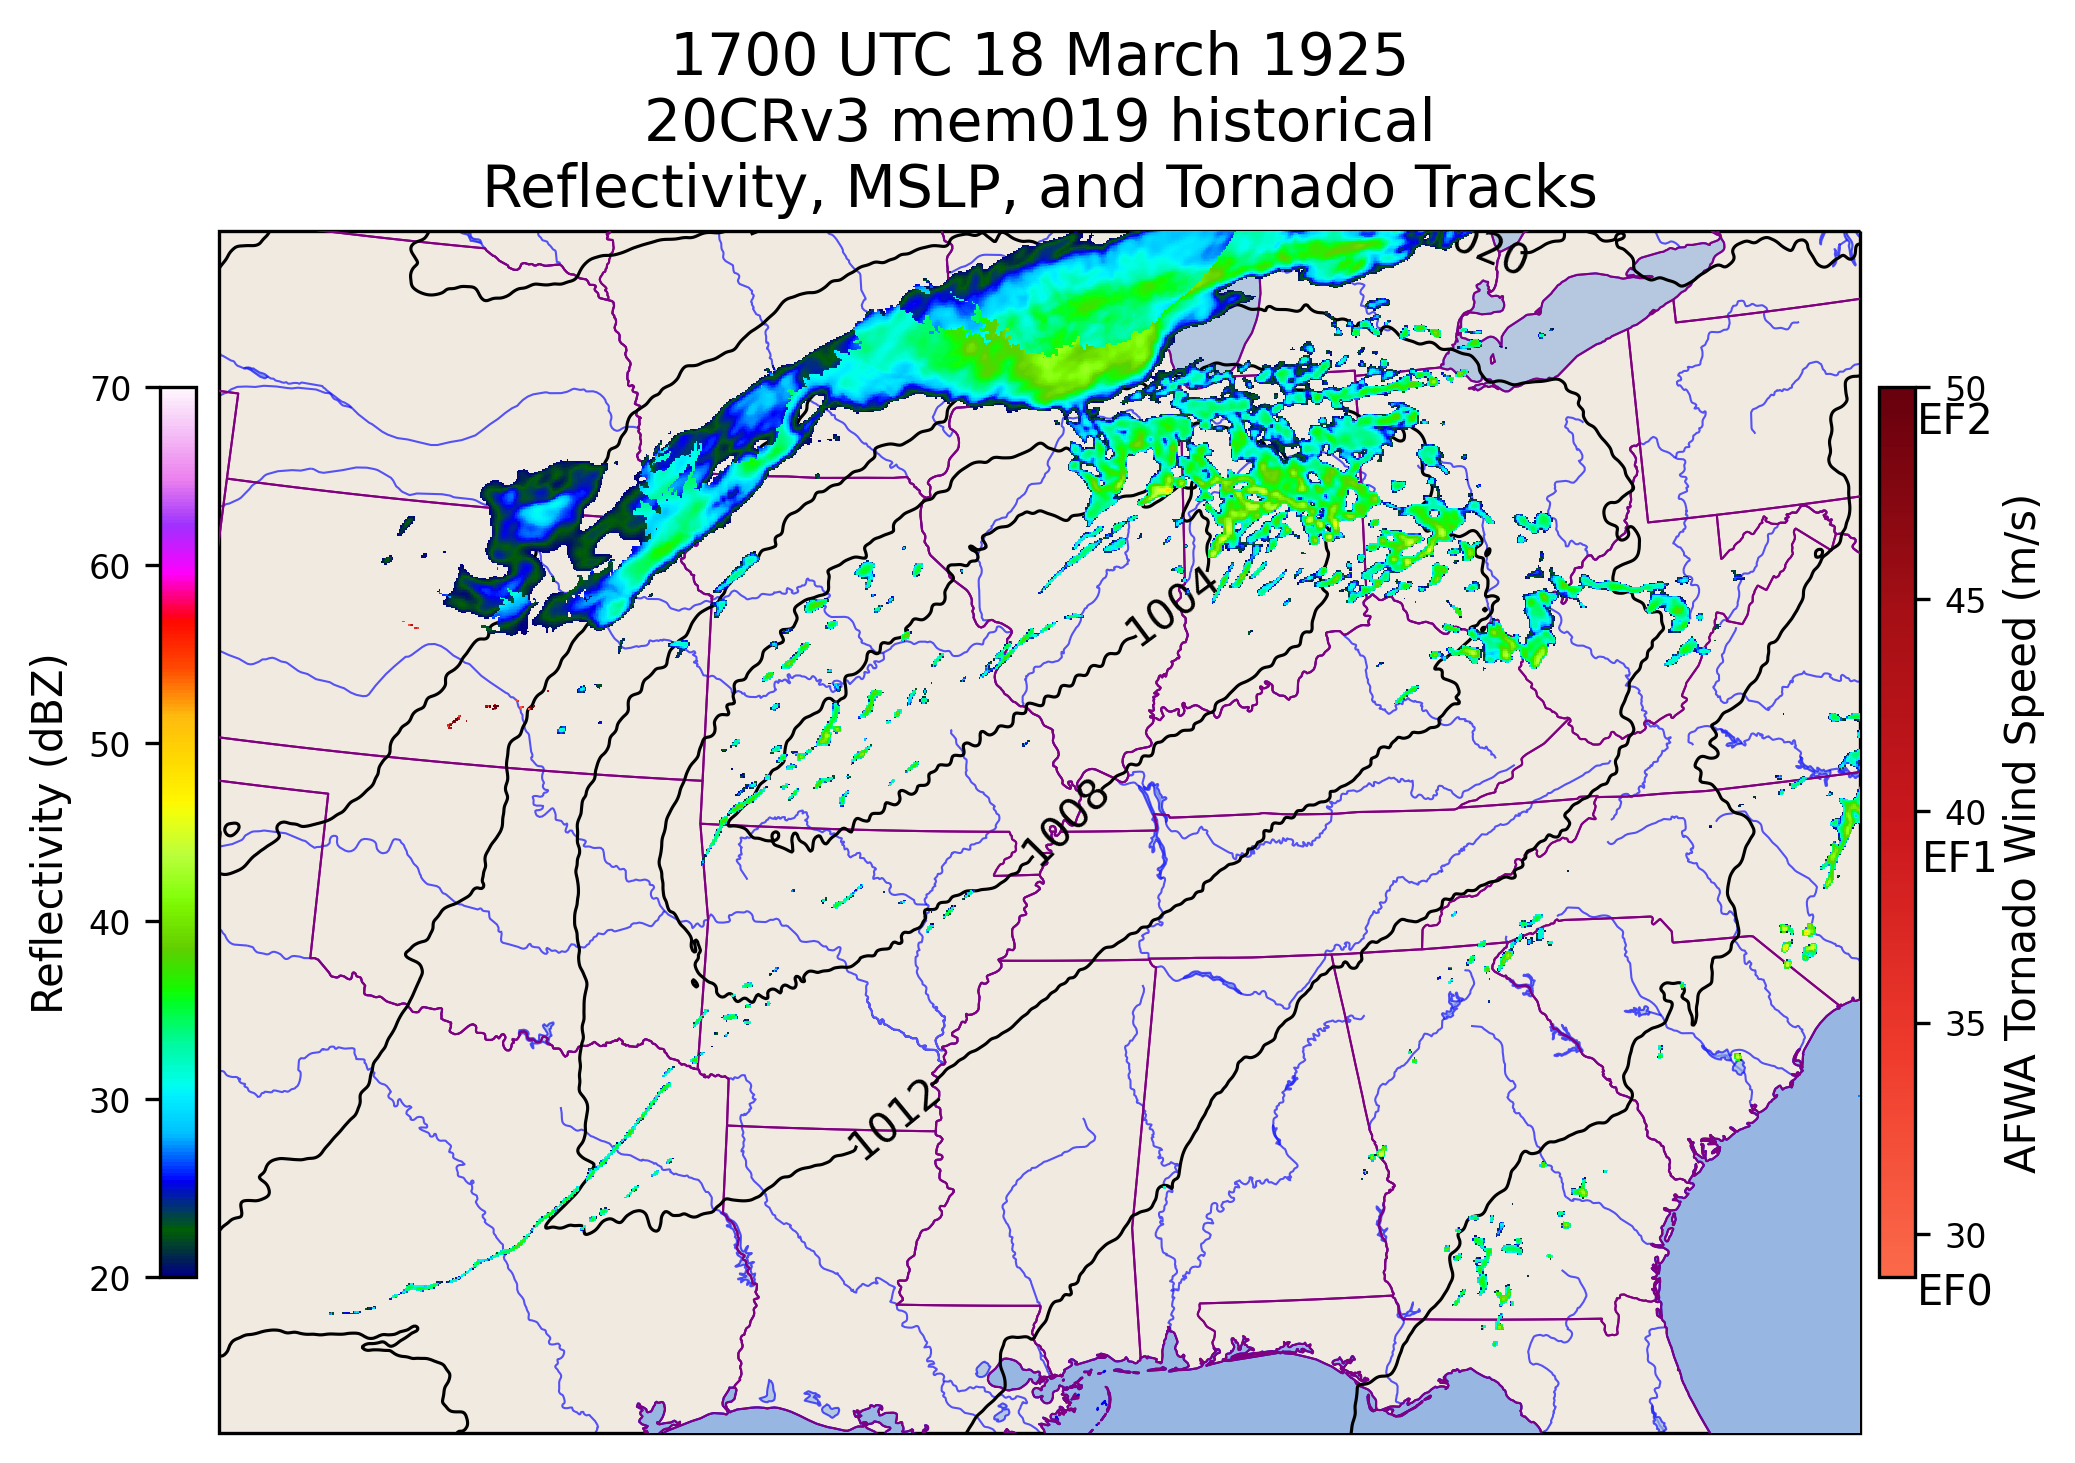 1700 UTC 18 March 1925
20CRv3 mem019 historical
Reflectivity, MSLP, and Tornado Tracks
Reflectivity (dBZ)
70
60
50
40
30
20
1004
1008
1012
50
EF2
45
40
EF1
35
30
EF0
AFWA Tornado Wind Speed (m/s)